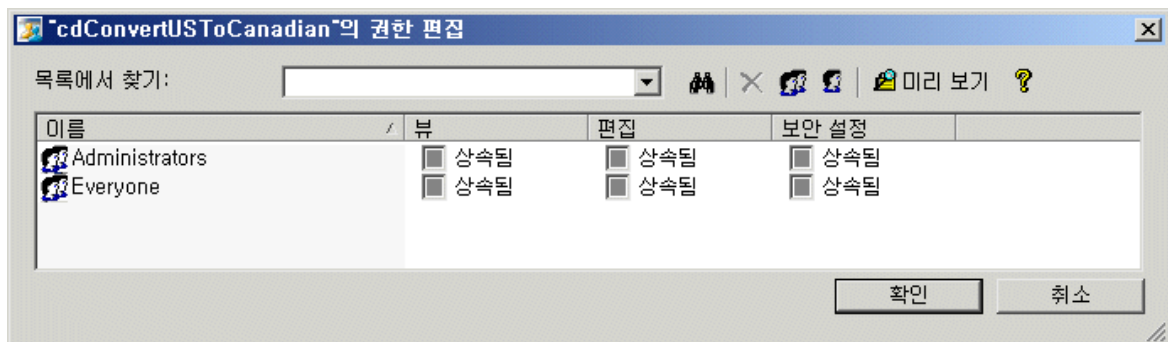 "cdConvertUSToCanadian"의 권한 편집
목록에서 찾기: 미리 보기
이름 뷰 편집 보안 설정
Administrators 상속됨 상속됨 상속됨
Everyone 상속됨 상속됨 상속됨
확인 취소